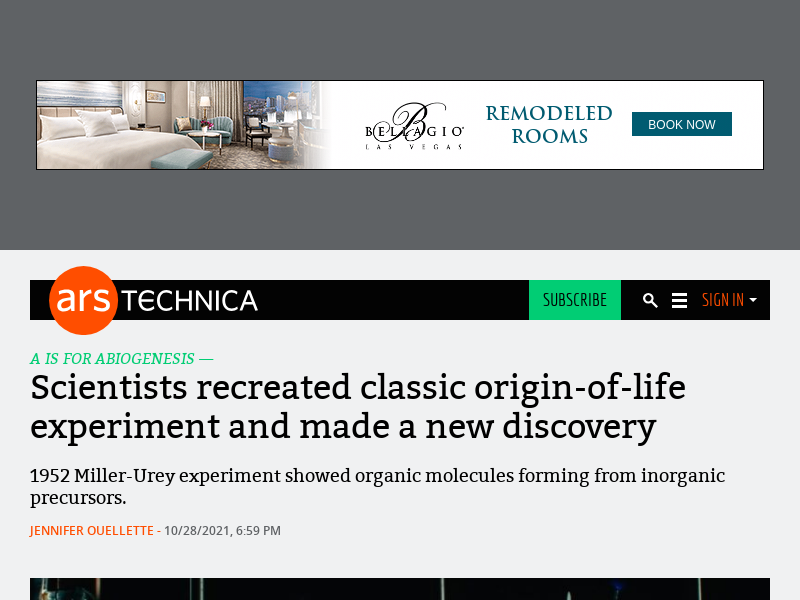 BELLAGIO
LAS VEGAS
REMODELED
ROOMS
BOOK NOW
ars TECHNICA
SUBSCRIBE
SIGN IN
A IS FOR ABIOGENESIS —
Scientists recreated classic origin-of-life
experiment and made a new discovery
1952 Miller-Urey experiment showed organic molecules forming from inorganic
precursors.
JENNIFER OUELLETTE - 10/28/2021, 6:59 PM